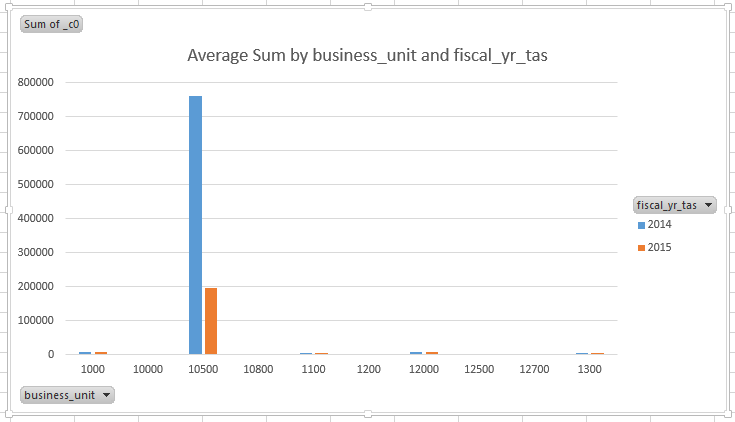 Sum of _c0
Average Sum by business_unit and fiscal_yr_tas
800000
700000
600000
500000
400000
300000
200000
100000
0
1000 10000 10500 10800 1100 1200 12000 12500 12700 1300
fiscal_yr_tas
2014
2015
business_unit